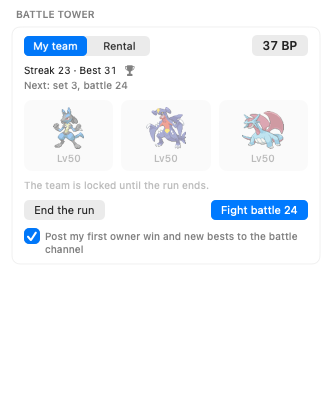 BATTLE TOWER
My team
Rental
37 BP
Streak 23 · Best 31
Next: set 3, battle 24
Lv50
Lv50
Lv50
The team is locked until the run ends.
End the run
Fight battle 24
Post my first owner win and new bests to the battle
channel